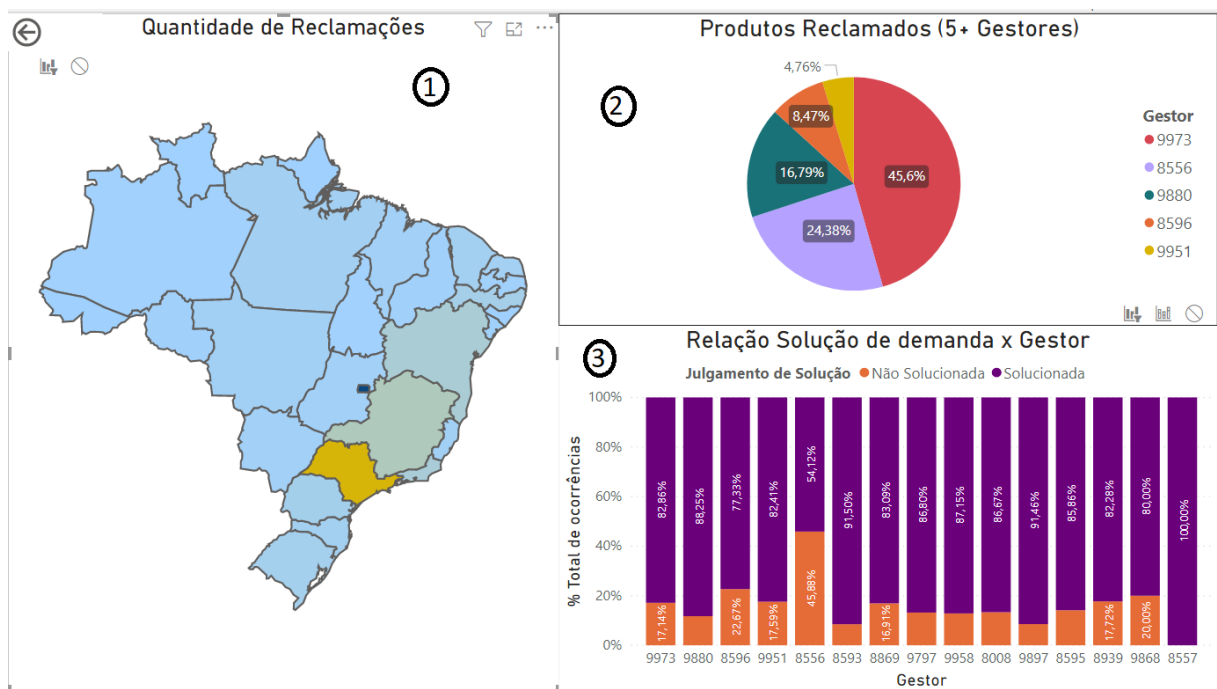 Quantidade de Reclamações
1
Produtos Reclamados (5+ Gestores)
2
4,76%
8,47%
16,79%
24,38%
45,6%
Gestor
9973
8556
9880
8596
9951
3
Relação Solução de demanda x Gestor
Julgamento de Solução Não Solucionada Solucionada
% Total de ocorrências
100%
80%
60%
40%
20%
0%
82,86% 88,25% 77,33% 82,41% 54,12% 91,50% 83,09% 86,80% 87,15% 86,67% 91,46% 85,86% 82,28% 80,00% 100,00%
17,14% 22,67% 17,59% 45,88% 16,91% 17,72% 20,00%
9973 9880 8596 9951 8556 8593 8869 9797 9958 8008 9897 8595 8939 9868 8557
Gestor